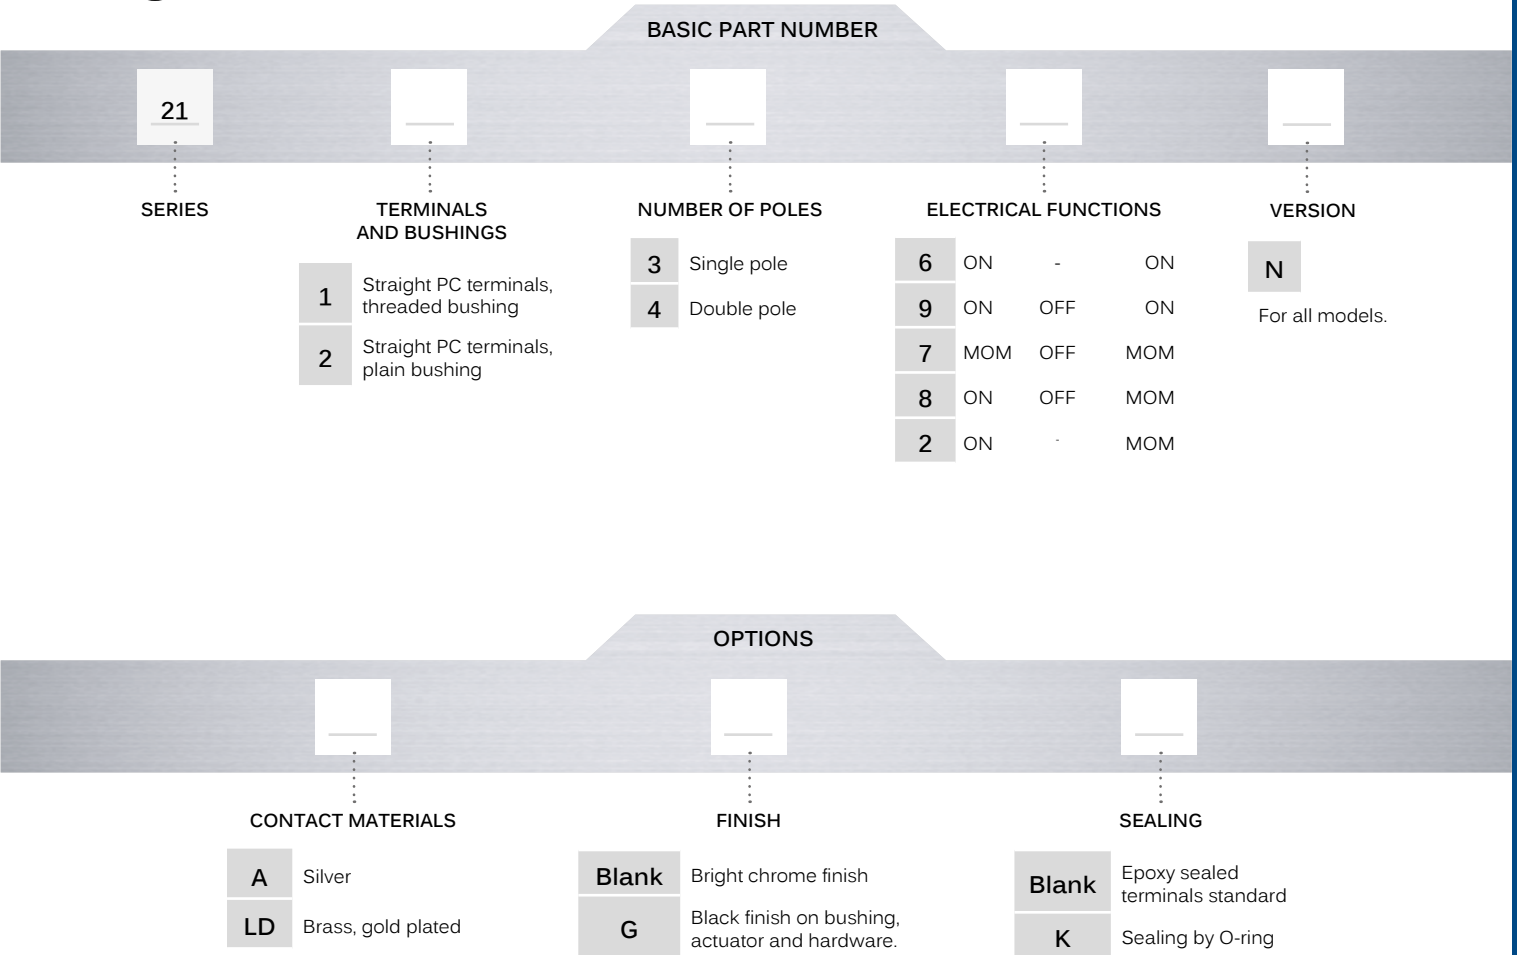 BASIC PART NUMBER
21
SERIES
TERMINALS
AND BUSHINGS
1 Straight PC terminals,
threaded bushing
2 Straight PC terminals,
plain bushing
NUMBER OF POLES
3 Single pole
4 Double pole
ELECTRICAL FUNCTIONS
6 ON - ON
9 ON OFF ON
7 MOM OFF MOM
8 ON OFF MOM
2 ON - MOM
VERSION
N
For all models.
OPTIONS
CONTACT MATERIALS
A Silver
LD Brass, gold plated
FINISH
Blank Bright chrome finish
G Black finish on bushing,
actuator and hardware.
SEALING
Blank Epoxy sealed
terminals standard
K Sealing by O-ring